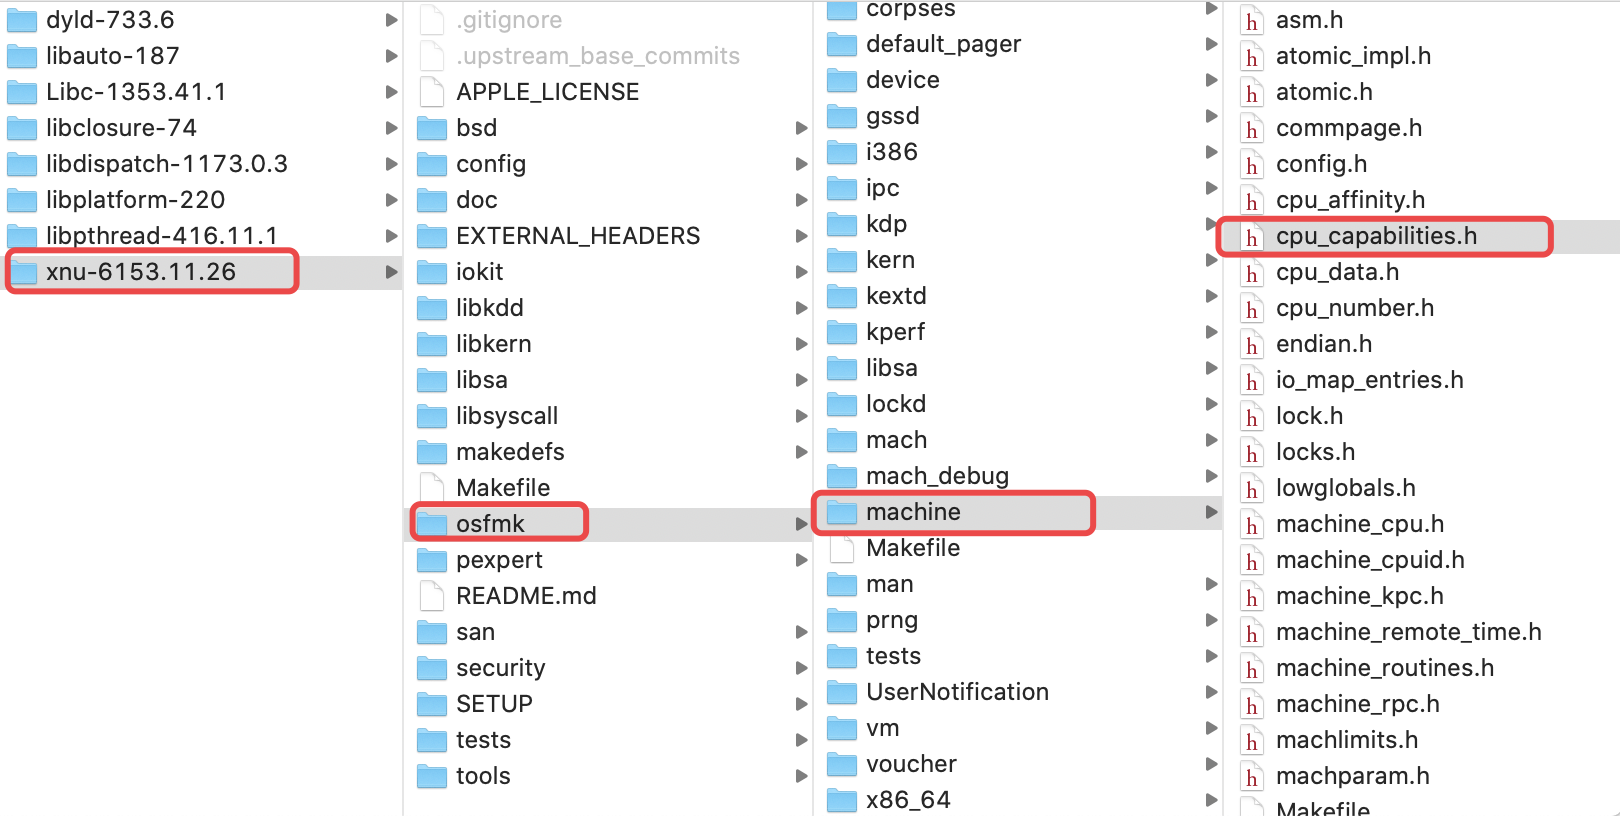 dyld-733.6
libauto-187
Libc-1353.41.1
libclosure-74
libdispatch-1173.0.3
libplatform-220
libpthread-416.11.1
xnu-6153.11.26
.gitignore
.upstream_base_commits
APPLE_LICENSE
bsd
config
doc
EXTERNAL_HEADERS
iokit
libkdd
libkern
libsa
libsyscall
makedefs
Makefile
osfmk
pexpert
README.md
san
security
SETUP
tests
tools
corpses
default_pager
device
gssd
i386
ipc
kdp
kern
kextd
kperf
libsa
lockd
mach
mach_debug
machine
Makefile
man
prng
tests
UserNotification
vm
voucher
x86_64
h asm.h
h atomic_impl.h
h atomic.h
h commpage.h
h config.h
h cpu_affinity.h
h cpu_capabilities.h
h cpu_data.h
h cpu_number.h
h endian.h
h io_map_entries.h
h lock.h
h locks.h
h lowglobals.h
h machine_cpu.h
h machine_cpuid.h
h machine_kpc.h
h machine_remote_time.h
h machine_routines.h
h machine_rpc.h
h machlimits.h
h machparam.h
Makefile